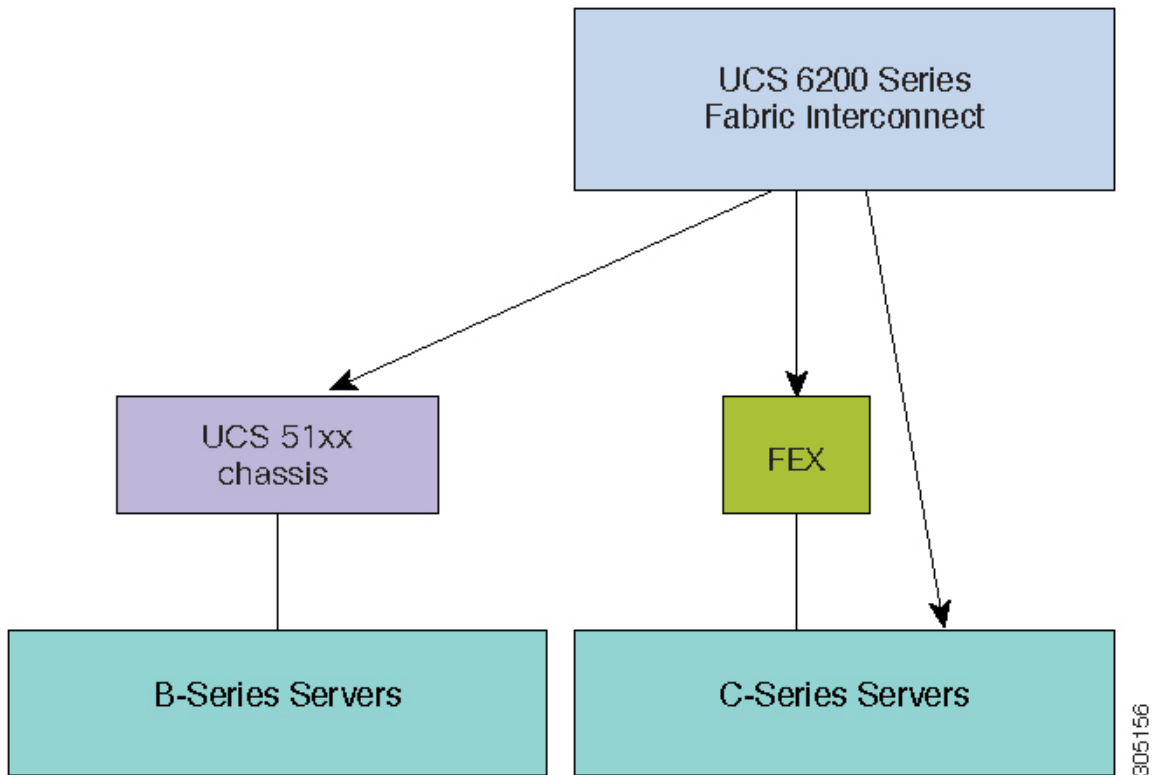 UCS 6200 Series
Fabric Interconnect
UCS 51xx
chassis
FEX
B-Series Servers
C-Series Servers
305156